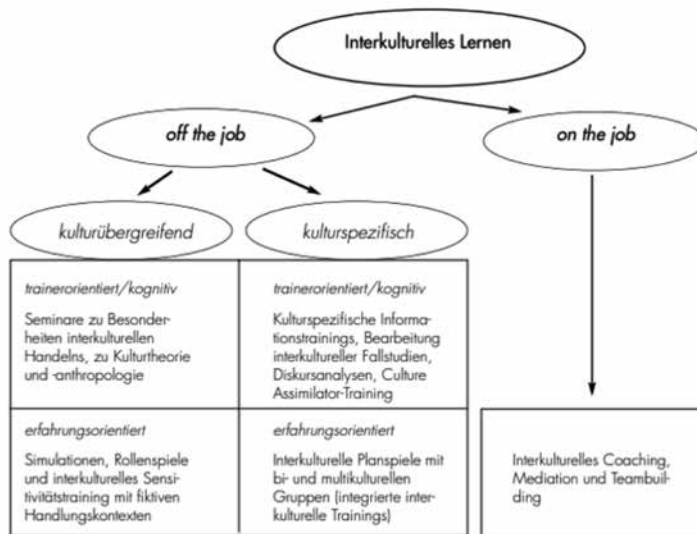 Interkulturelles Lernen
off the job
on the job
kulturübergreifend
kulturspezifisch
trainerorientiert/kognitiv
Seminare zu Besonder-
heiten interkulturellen
Handelns, zu Kulturtheorie
und -anthropologie
trainerorientiert/kognitiv
Kulturspezifische Informa-
tionstrainings, Bearbeitung
interkultureller Fallstudien,
Diskursanalysen, Culture
Assimilator-Training
erfahrungsorientiert
Simulationen, Rollenspiele
und interkulturelles Sensi-
tivitätstraining mit fiktiven
Handlungskontexten
erfahrungsorientiert
Interkulturelle Planspiele mit
bi- und multikulturellen
Gruppen (integrierte inter-
kulturelle Trainings)
Interkulturelles Coaching,
Mediation und Teambuil-
ding